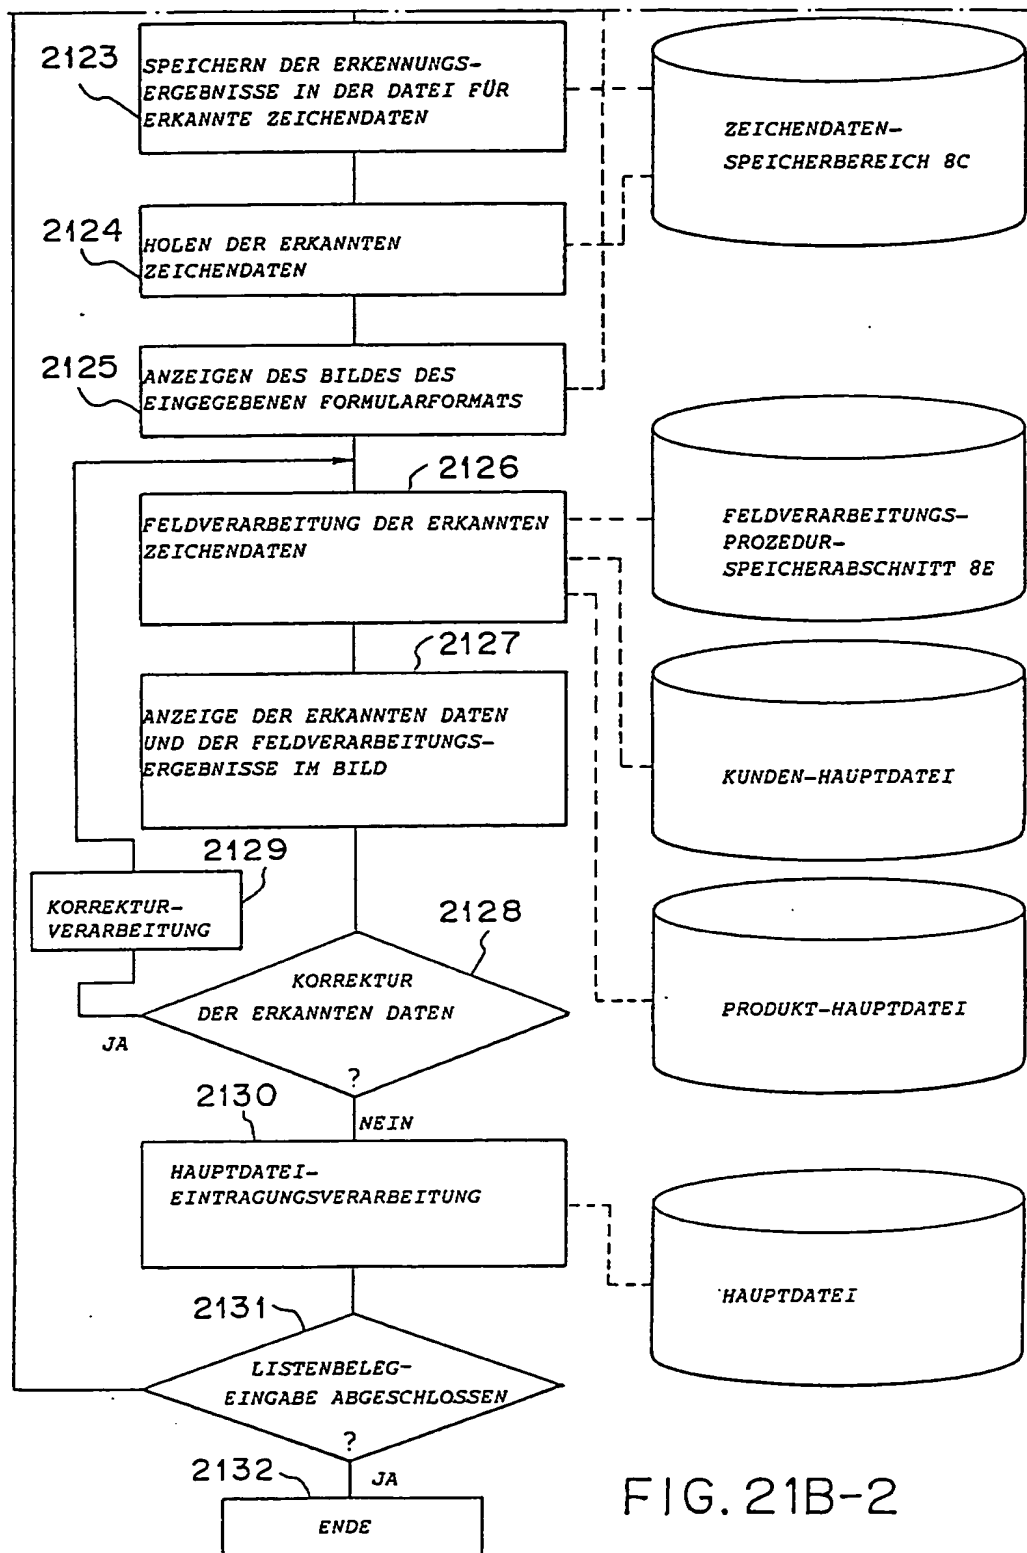 2123
SPEICHERN DER ERKENNUNGS-
ERGEBNISSE IN DER DATEI FÜR
ERKANNTE ZEICHENDATEN
ZEICHENDATEN-
SPEICHERBEREICH 8C
2124
HOLEN DER ERKANNTEN
ZEICHENDATEN
2125
ANZEIGEN DES BILDES DES
EINGEGEBENEN FORMULARFORMATS
2126
FELDVERARBEITUNG DER ERKANNTEN
ZEICHENDATEN
FELDVERARBEITUNGS-
PROZEDUR-
SPEICHERABSCHNITT 8E
2127
ANZEIGE DER ERKANNTEN DATEN
UND DER FELDVERARBEITUNGS-
ERGEBNISSE IM BILD
KUNDEN-HAUPTDATEI
2129
KORREKTUR-
VERARBEITUNG
2128
KORREKTUR
DER ERKANNTEN DATEN
?
JA
NEIN
PRODUKT-HAUPTDATEI
2130
HAUPTDATEI-
EINTRAGUNGSVERARBEITUNG
HAUPTDATEI
2131
LISTENBELEG-
EINGABE ABGESCHLOSSEN
?
JA
2132
ENDE
FIG. 21B-2